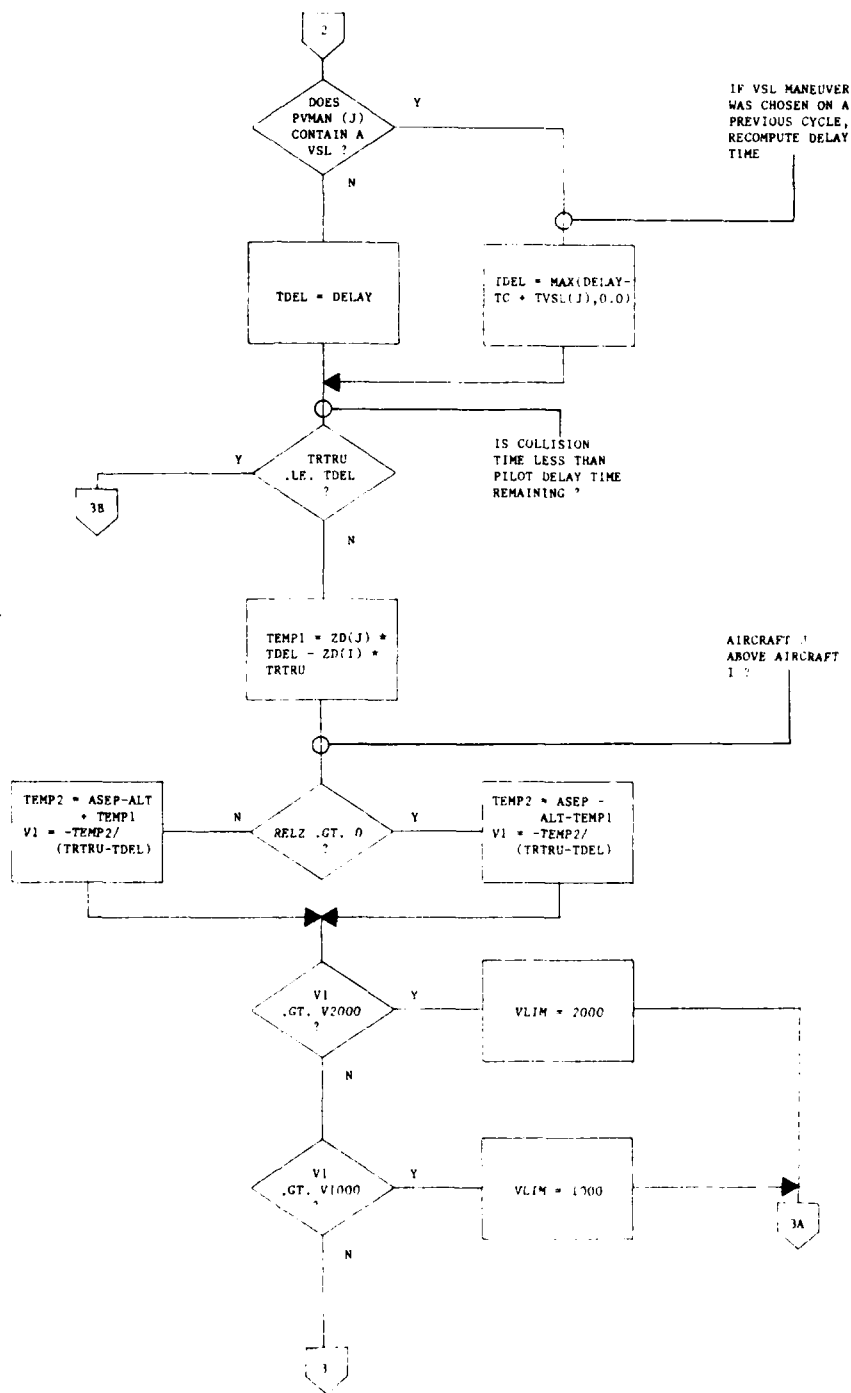 2
DOES
PVMAN (J)
CONTAIN A
VSL ?
Y
N
IF VSL MANEUVER
WAS CHOSEN ON A
PREVIOUS CYCLE,
RECOMPUTE DELAY
TIME
TDEL = DELAY
TDEL = MAX(DELAY-
TC + TVSL(J),0.0)
TRTRU
.LE. TDEL
?
Y
N
3B
IS COLLISION
TIME LESS THAN
PILOT DELAY TIME
REMAINING ?
TEMP1 = ZD(J) *
TDEL - ZD(I) *
TRTRU
AIRCRAFT J
ABOVE AIRCRAFT
I ?
TEMP2 = ASEP-ALT
+ TEMP1
V1 = -TEMP2/
(TRTRU-TDEL)
N
RELZ .GT. 0
?
Y
TEMP2 = ASEP -
ALT-TEMP1
V1 = -TEMP2/
(TRTRU-TDEL)
V1
.GT. V2000
?
Y
N
VLIM = 2000
V1
.GT. V1000
?
Y
N
VLIM = 1000
3A
3